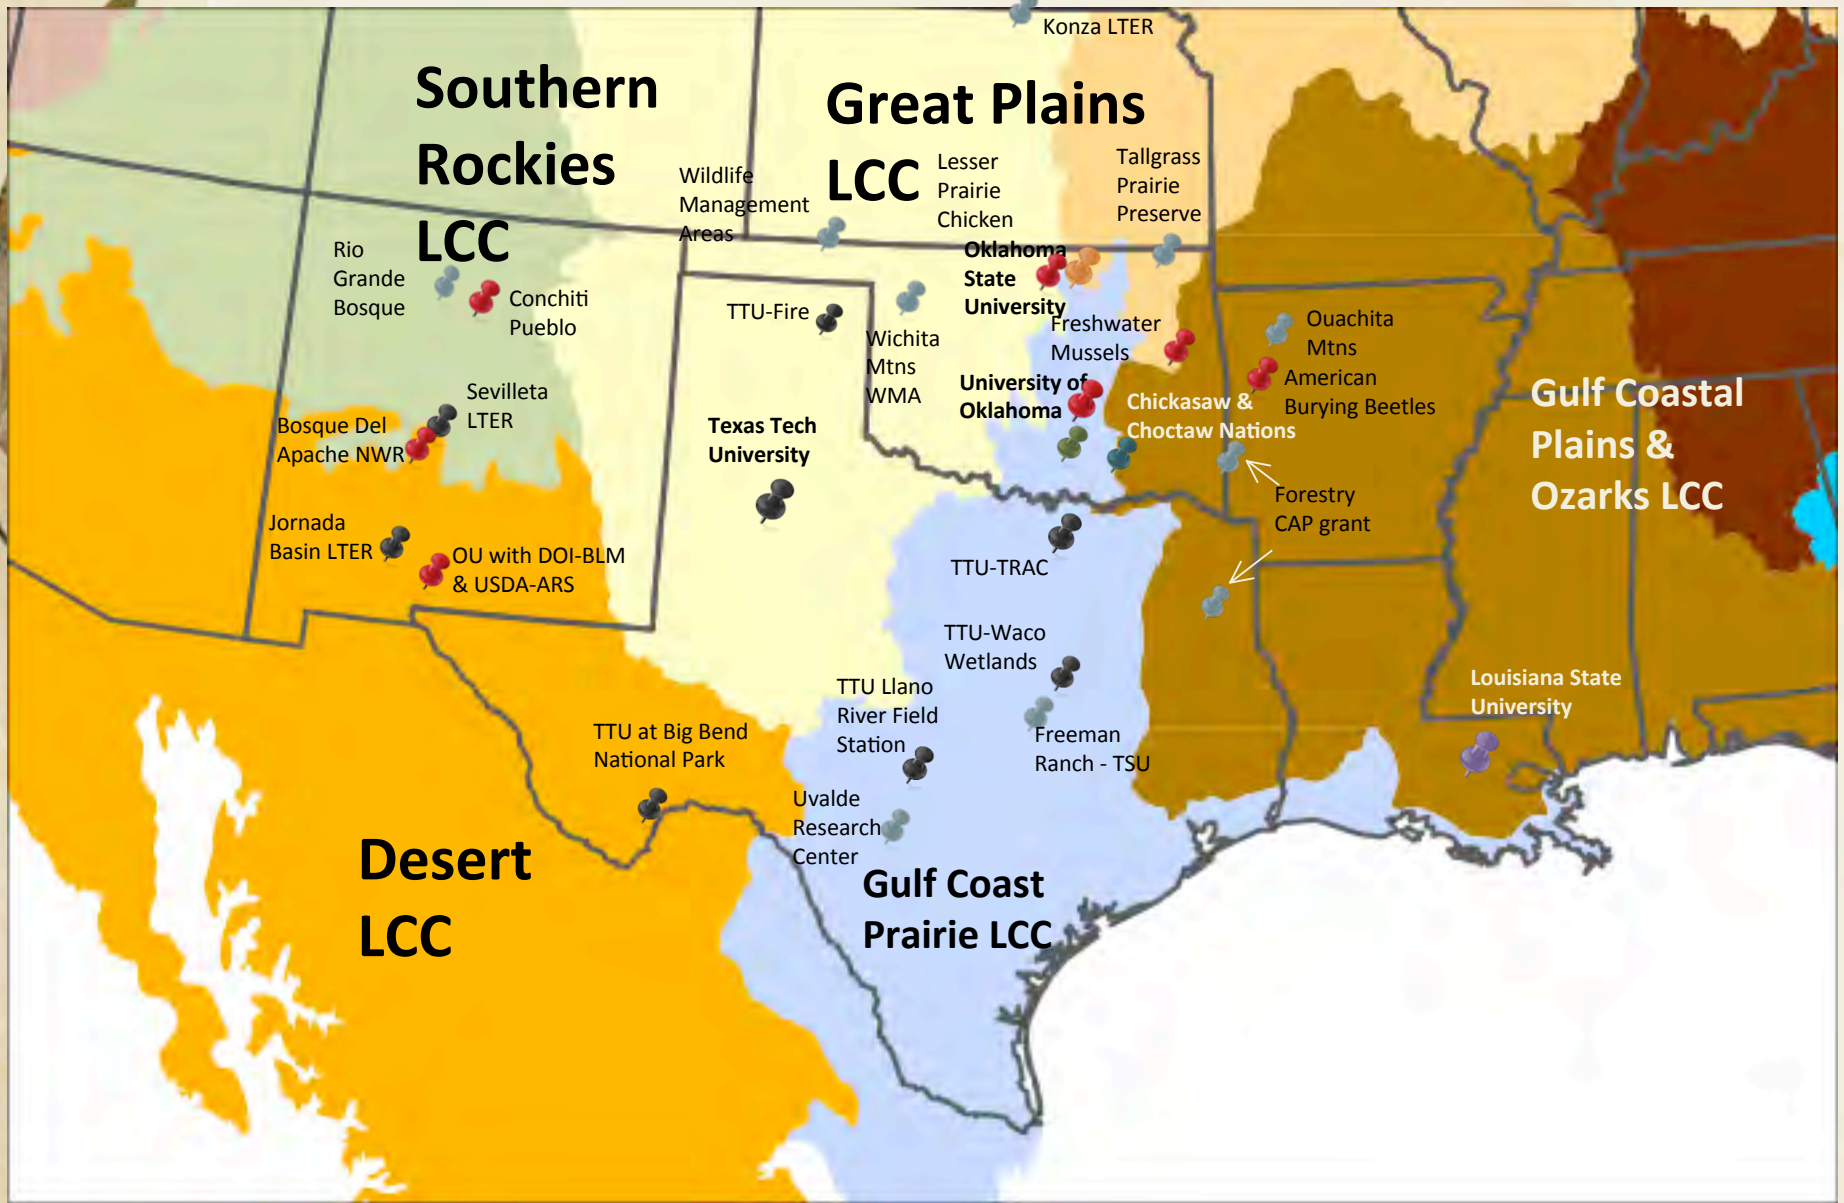 Konza LTER
Southern
Rockies
LCC
Great Plains
LCC
Lesser
Prairie
Chicken
Tallgrass
Prairie
Preserve
Wildlife
Management
Areas
Rio
Grande
Bosque
Conchiti
Pueblo
Oklahoma
State
University
TTU-Fire
Wichita
Mtns
WMA
Freshwater
Mussels
Ouachita
Mtns
American
Burying Beetles
University of
Oklahoma
Chickasaw &
Choctaw Nations
Gulf Coastal
Plains &
Ozarks LCC
Sevilleta
LTER
Bosque Del
Apache NWR
Texas Tech
University
Forestry
CAP grant
Jornada
Basin LTER
OU with DOI-BLM
& USDA-ARS
TTU-TRAC
TTU-Waco
Wetlands
Louisiana State
University
TTU Llano
River Field
Station
TTU at Big Bend
National Park
Freeman
Ranch - TSU
Uvalde
Research
Center
Desert
LCC
Gulf Coast
Prairie LCC